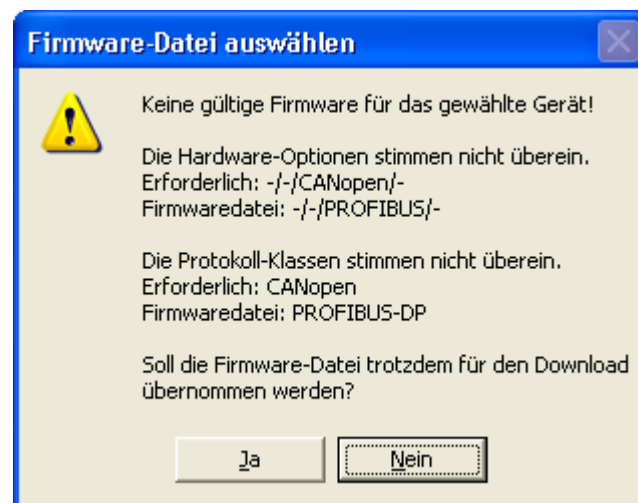 Firmware-Datei auswählen
Keine gültige Firmware für das gewählte Gerät!
Die Hardware-Optionen stimmen nicht überein.
Erforderlich: -/-/CANopen/-
Firmwaredatei: -/-/PROFIBUS/-
Die Protokoll-Klassen stimmen nicht überein.
Erforderlich: CANopen
Firmwaredatei: PROFIBUS-DP
Soll die Firmware-Datei trotzdem für den Download
übernommen werden?
Ja
Nein